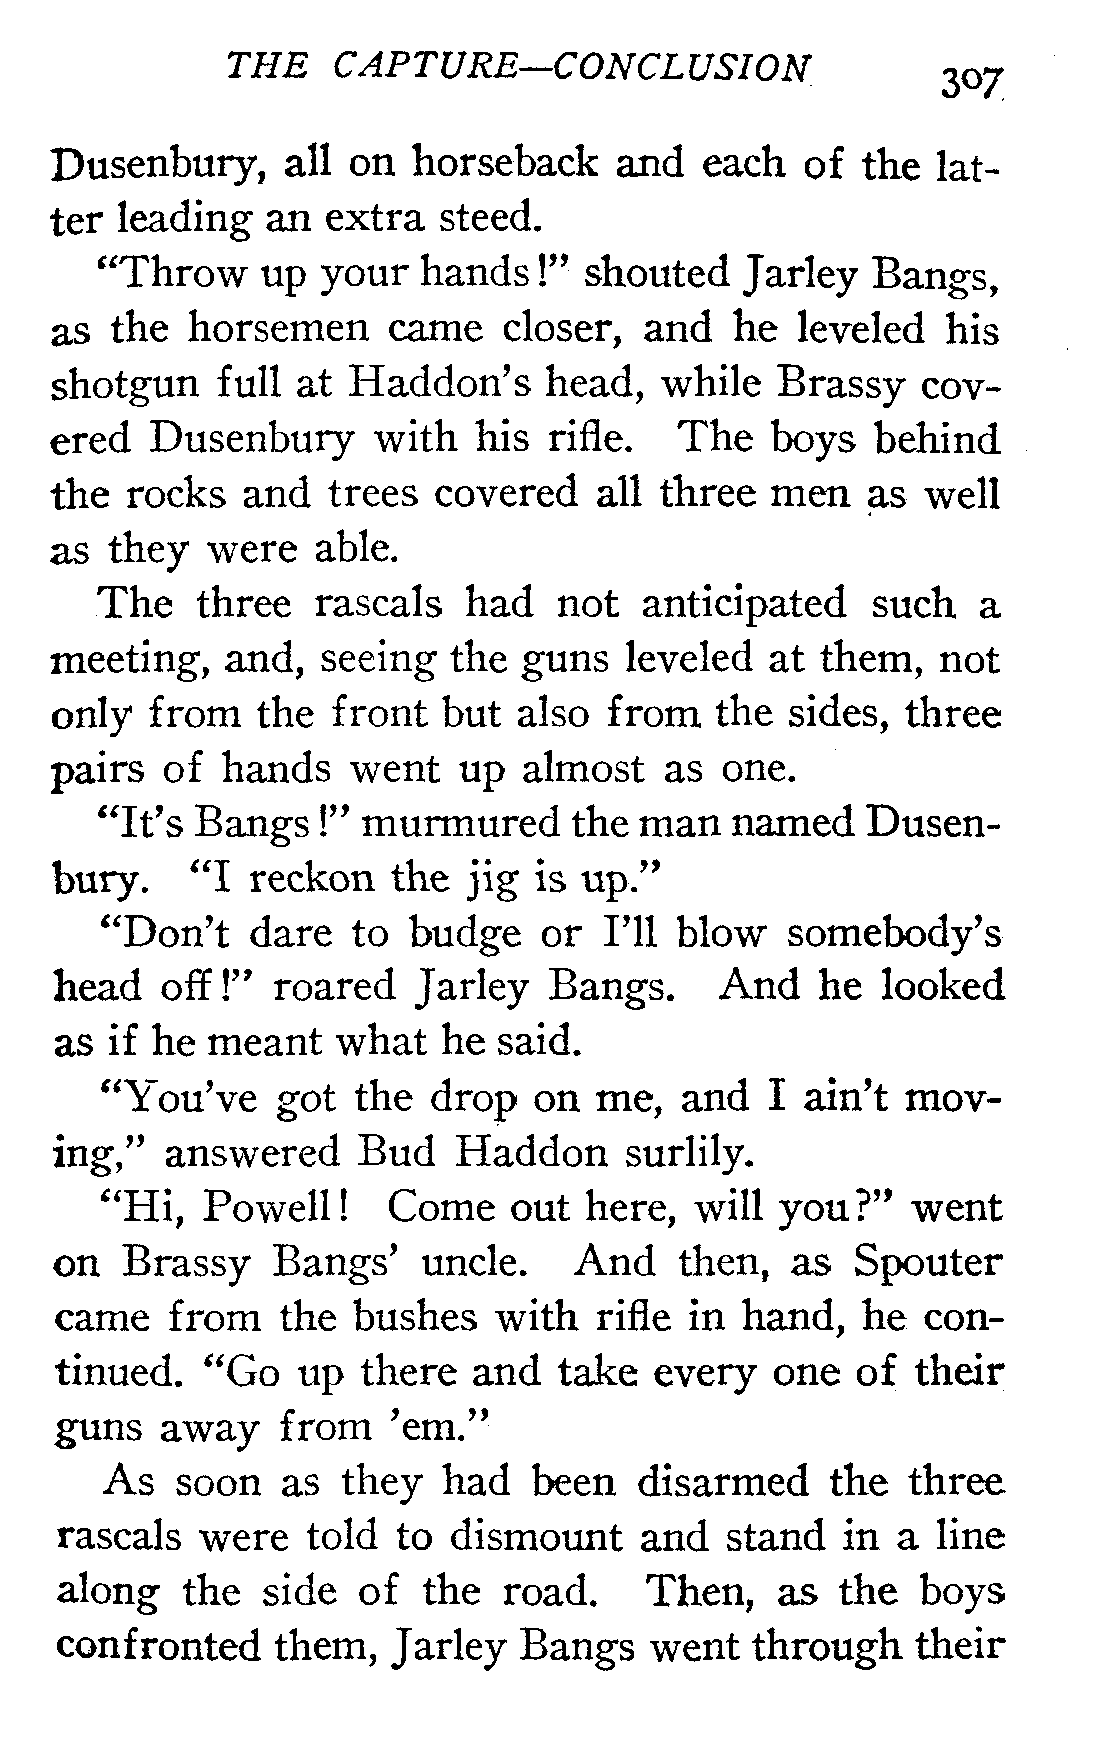 THE CAPTURE—CONCLUSION 307
Dusenbury, all on horseback and each of the lat-
ter leading an extra steed.
"Throw up your hands!" shouted Jarley Bangs,
as the horsemen came closer, and he leveled his
shotgun full at Haddon's head, while Brassy cov-
ered Dusenbury with his rifle. The boys behind
the rocks and trees covered all three men as well
as they were able.
The three rascals had not anticipated such a
meeting, and, seeing the guns leveled at them, not
only from the front but also from the sides, three
pairs of hands went up almost as one.
"It's Bangs!" murmured the man named Dusen-
bury. "I reckon the jig is up."
"Don't dare to budge or I'll blow somebody's
head off!" roared Jarley Bangs. And he looked
as if he meant what he said.
"You've got the drop on me, and I ain't mov-
ing," answered Bud Haddon surlily.
"Hi, Powell! Come out here, will you?" went
on Brassy Bangs' uncle. And then, as Spouter
came from the bushes with rifle in hand, he con-
tinued. "Go up there and take every one of their
guns away from 'em."
As soon as they had been disarmed the three
rascals were told to dismount and stand in a line
along the side of the road. Then, as the boys
confronted them, Jarley Bangs went through their